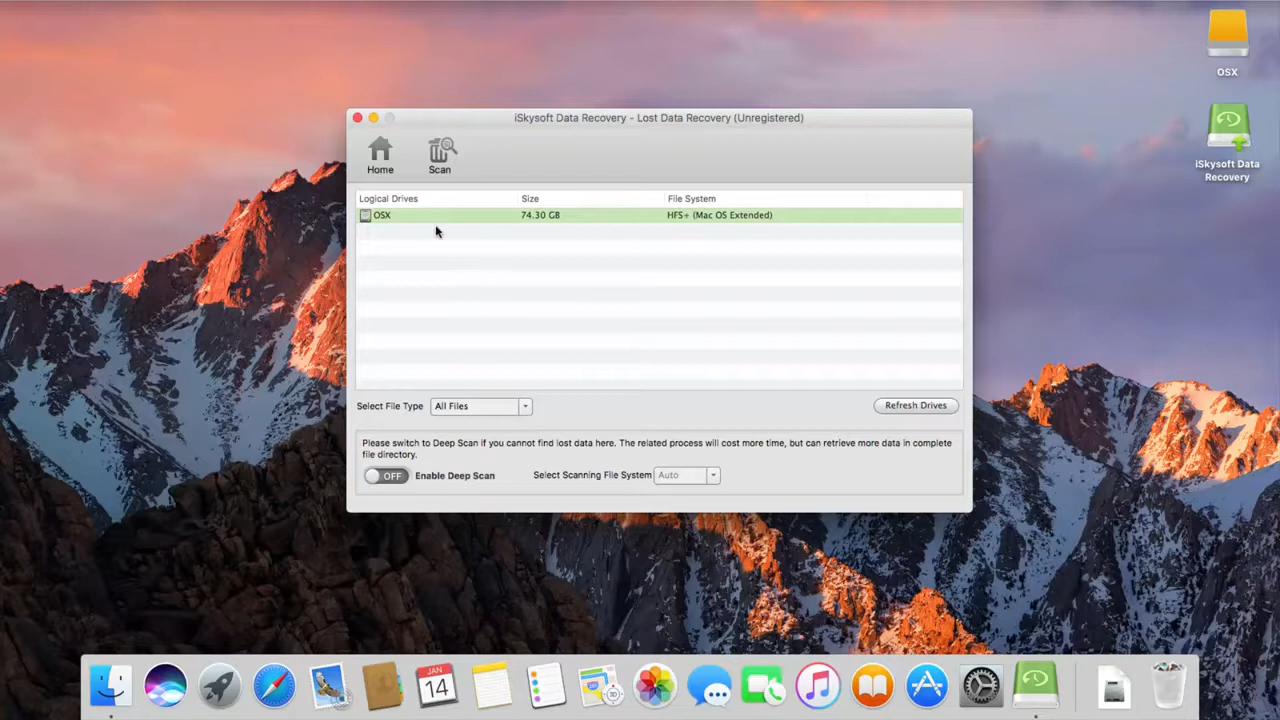 OSX
iSkysoft Data
Recovery
iSkysoft Data Recovery - Lost Data Recovery (Unregistered)
Home
Scan
Logical Drives Size File System
OSX 74.30 GB HFS+ (Mac OS Extended)
Select File Type All Files Refresh Drives
Please switch to Deep Scan if you cannot find lost data here. The related process will cost more time, but can retrieve more data in complete
file directory.
OFF Enable Deep Scan Select Scanning File System Auto
JAN
14
3D